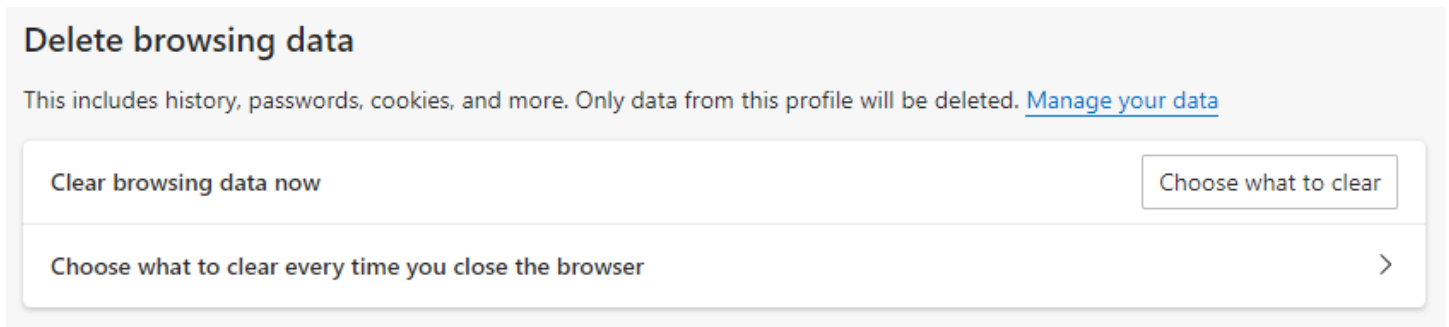 Delete browsing data
This includes history, passwords, cookies, and more. Only data from this profile will be deleted. Manage your data
Clear browsing data now
Choose what to clear
Choose what to clear every time you close the browser